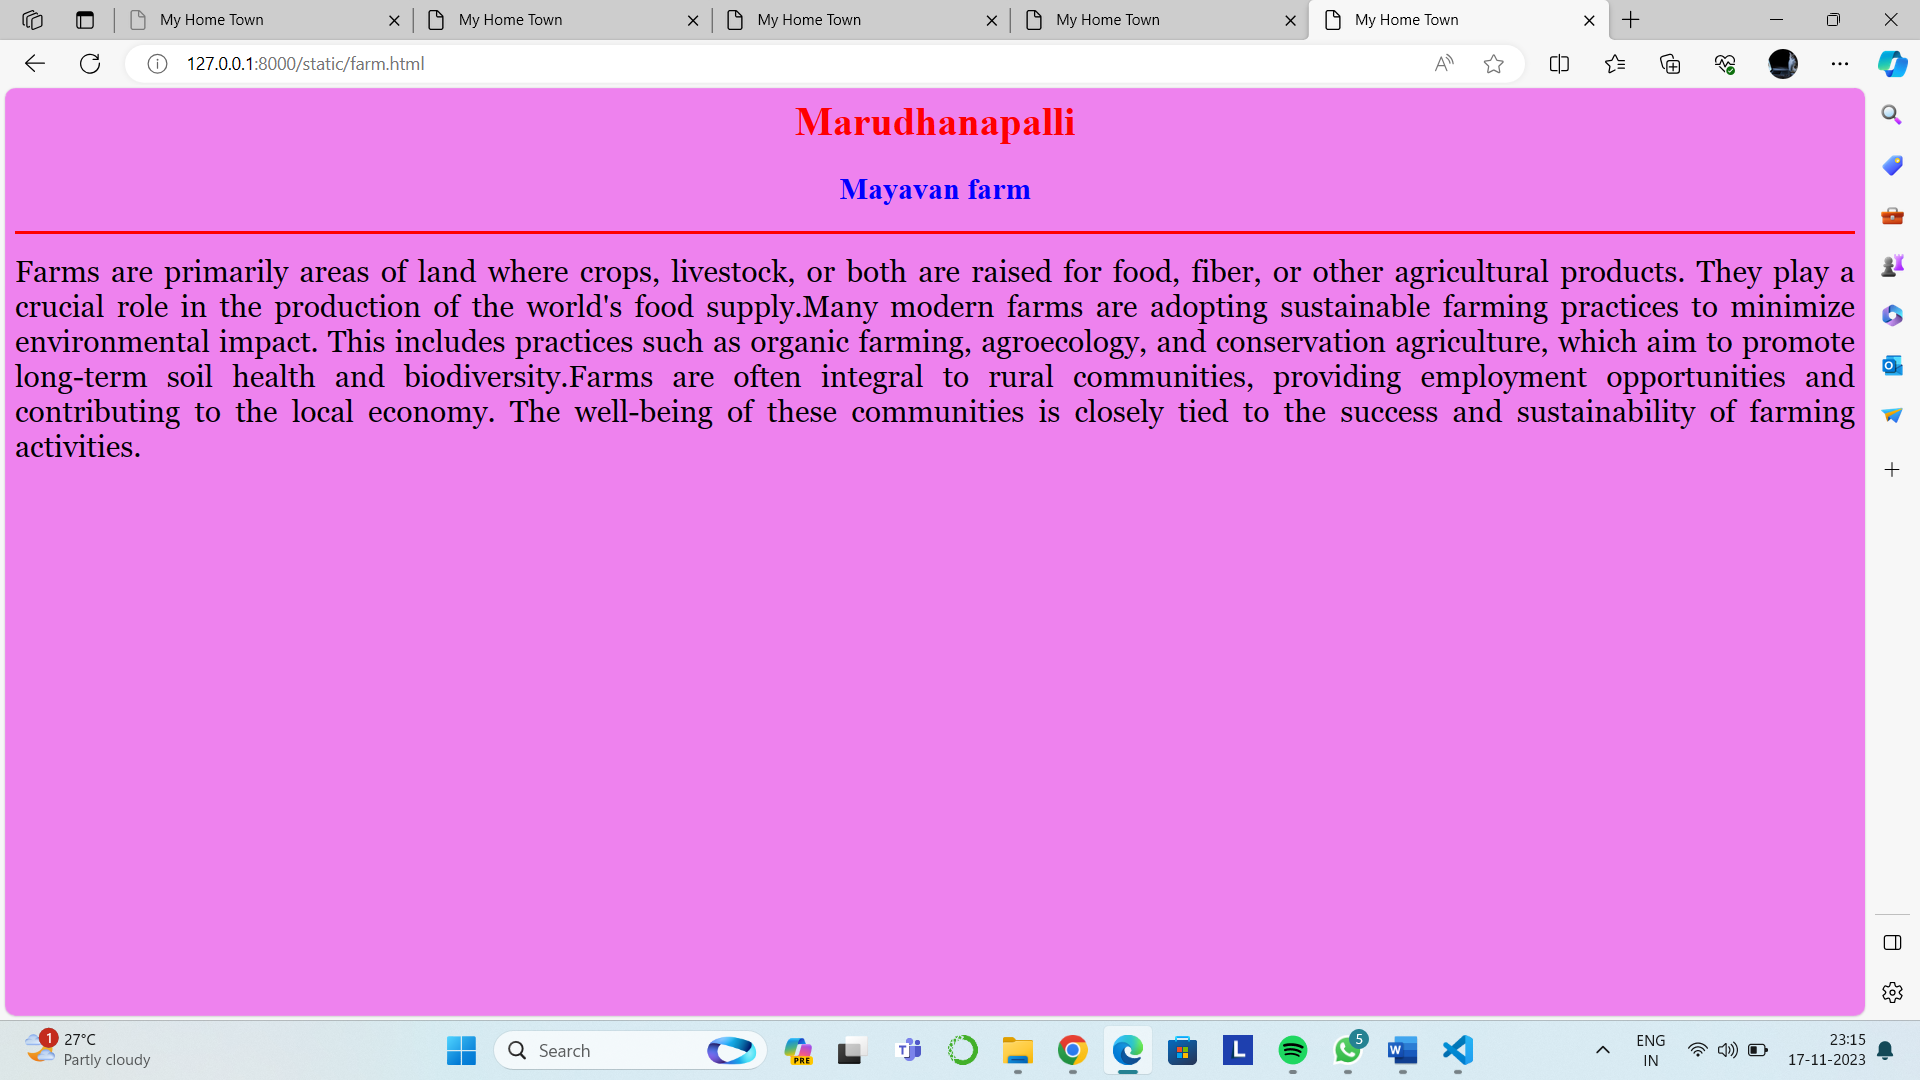 My Home Town
My Home Town
My Home Town
My Home Town
My Home Town
127.0.0.1:8000/static/farm.html
Marudhanapalli
Mayavan farm
Farms are primarily areas of land where crops, livestock, or both are raised for food, fiber, or other agricultural products. They play a
crucial role in the production of the world's food supply.Many modern farms are adopting sustainable farming practices to minimize
environmental impact. This includes practices such as organic farming, agroecology, and conservation agriculture, which aim to promote
long-term soil health and biodiversity.Farms are often integral to rural communities, providing employment opportunities and
contributing to the local economy. The well-being of these communities is closely tied to the success and sustainability of farming
activities.
1
27°C
Partly cloudy
Search
PRE
L
5
ENG
IN
23:15
17-11-2023